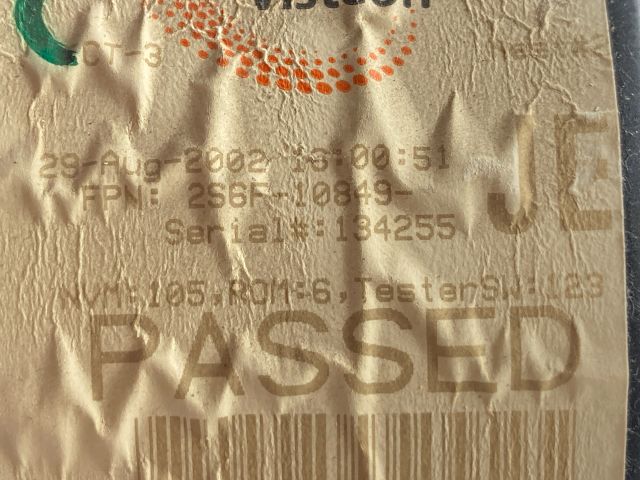 Visteon
CT-3
JE
29-Aug-2002 13:00:51
FPN: 2S6F-10849-
Serial#:134255
NVM:105,ROM:6,TesterSW:123
PASSED